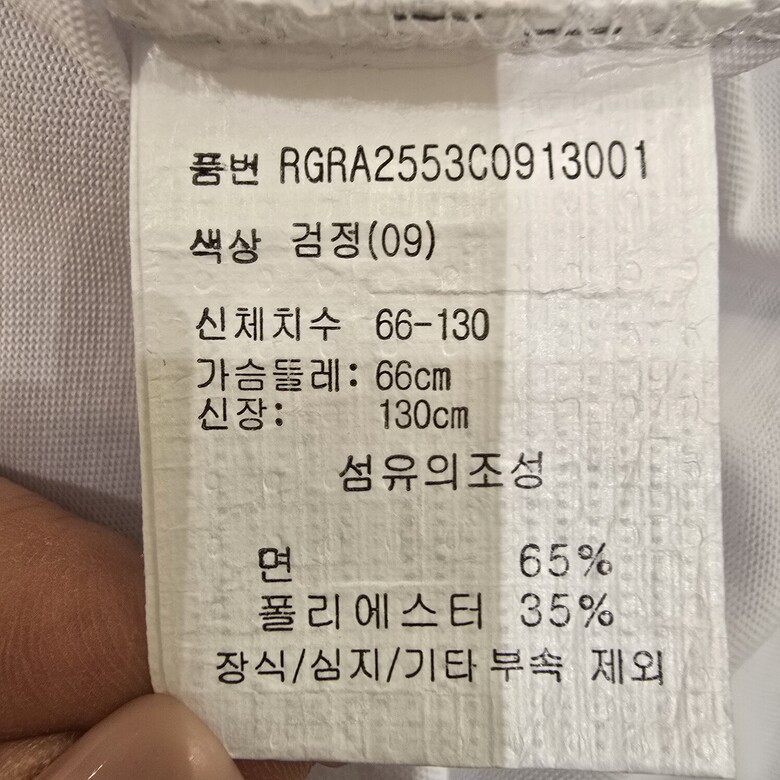 품번 RGRA2553C0913001
색상 검정(09)
신체치수 66-130
가슴뜰레: 66cm
신장: 130cm
섬유의조성
면 65%
폴리에스터 35%
장식/심지/기타부속 제외